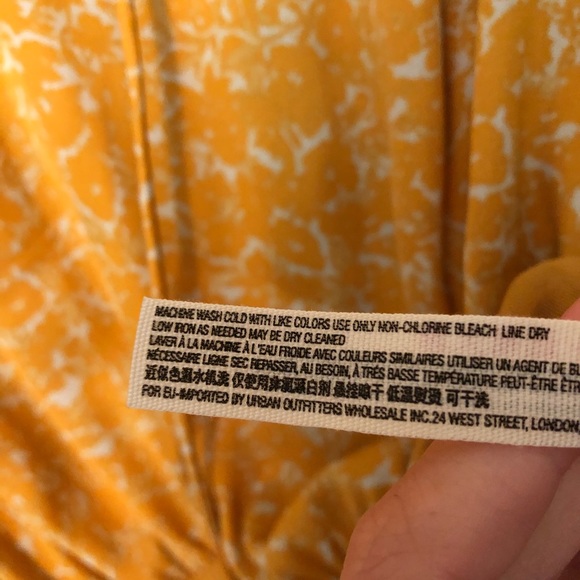 MACHINE WASH COLD WITH LIKE COLORS USE ONLY NON-CHLORINE BLEACH LINE DRY
LOW IRON AS NEEDED MAY BE DRY CLEANED
LAVER À LA MACHINE À L'EAU FROIDE AVEC COULEURS SIMILAIRES UTILISER UN AGENT DE BL
NÉCESSAIRE LIGNE SEC REPASSER, AU BESOIN, À TRÈS BASSE TEMPÉRATURE PEUT-ÊTRE ÊTR
近似色温水机洗 仅使用非氯漂白剂 悬挂晾干 低温熨烫 可干洗
FOR EU-IMPORTED BY URBAN OUTFITTERS WHOLESALE INC.24 WEST STREET, LONDON,